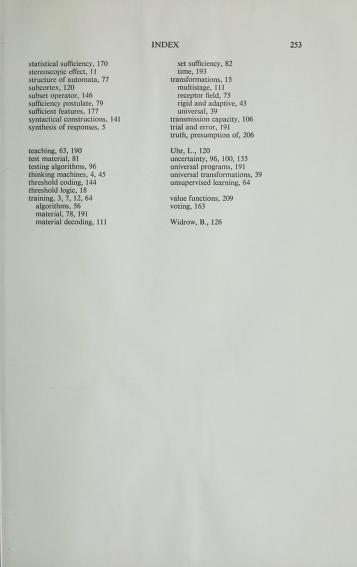 INDEX 253
statistical sufficiency, 170
stereoscopic effect, 11
structure of automata, 77
subcortex, 120
subset operator, 146
sufficiency postulate, 79
sufficient features, 177
syntactical constructions, 141
synthesis of responses, 5
teaching, 63, 190
test material, 81
testing algorithms, 96
thinking machines, 4, 45
threshold coding, 144
threshold logic, 18
training, 3, 7, 12, 64
algorithms, 56
material, 78, 191
material decoding, 111
set sufficiency, 82
time, 193
transformations, 15
multistage, 111
receptor field, 75
rigid and adaptive, 43
universal, 39
transmission capacity, 106
trial and error, 191
truth, presumption of, 206
Uhr, L., 120
uncertainty, 96, 100, 135
universal programs, 191
universal transformations, 39
unsupervised learning, 64
value functions, 209
voting, 163
Widrow, B., 126